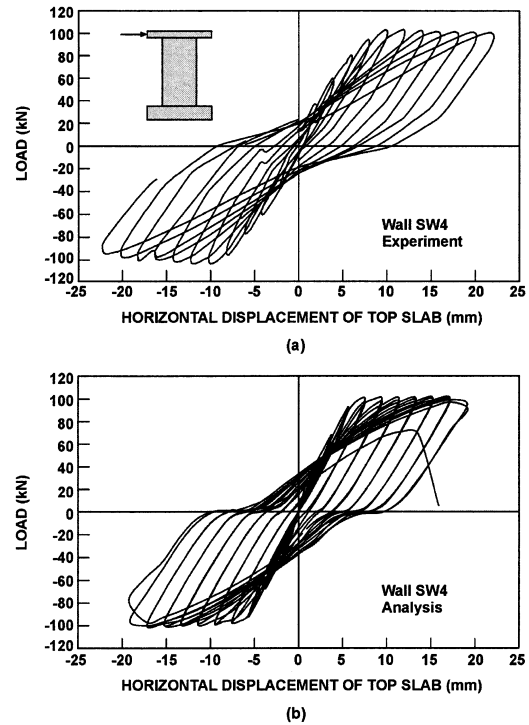 120
100
80
60
40
20
0
-20
-40
-60
-80
-100
-120
LOAD (kN)
Wall SW4
Experiment
-25 -20 -15 -10 -5 0 5 10 15 20 25
HORIZONTAL DISPLACEMENT OF TOP SLAB (mm)
(a)
120
100
80
60
40
20
0
-20
-40
-60
-80
-100
-120
LOAD (kN)
Wall SW4
Analysis
-25 -20 -15 -10 -5 0 5 10 15 20 25
HORIZONTAL DISPLACEMENT OF TOP SLAB (mm)
(b)